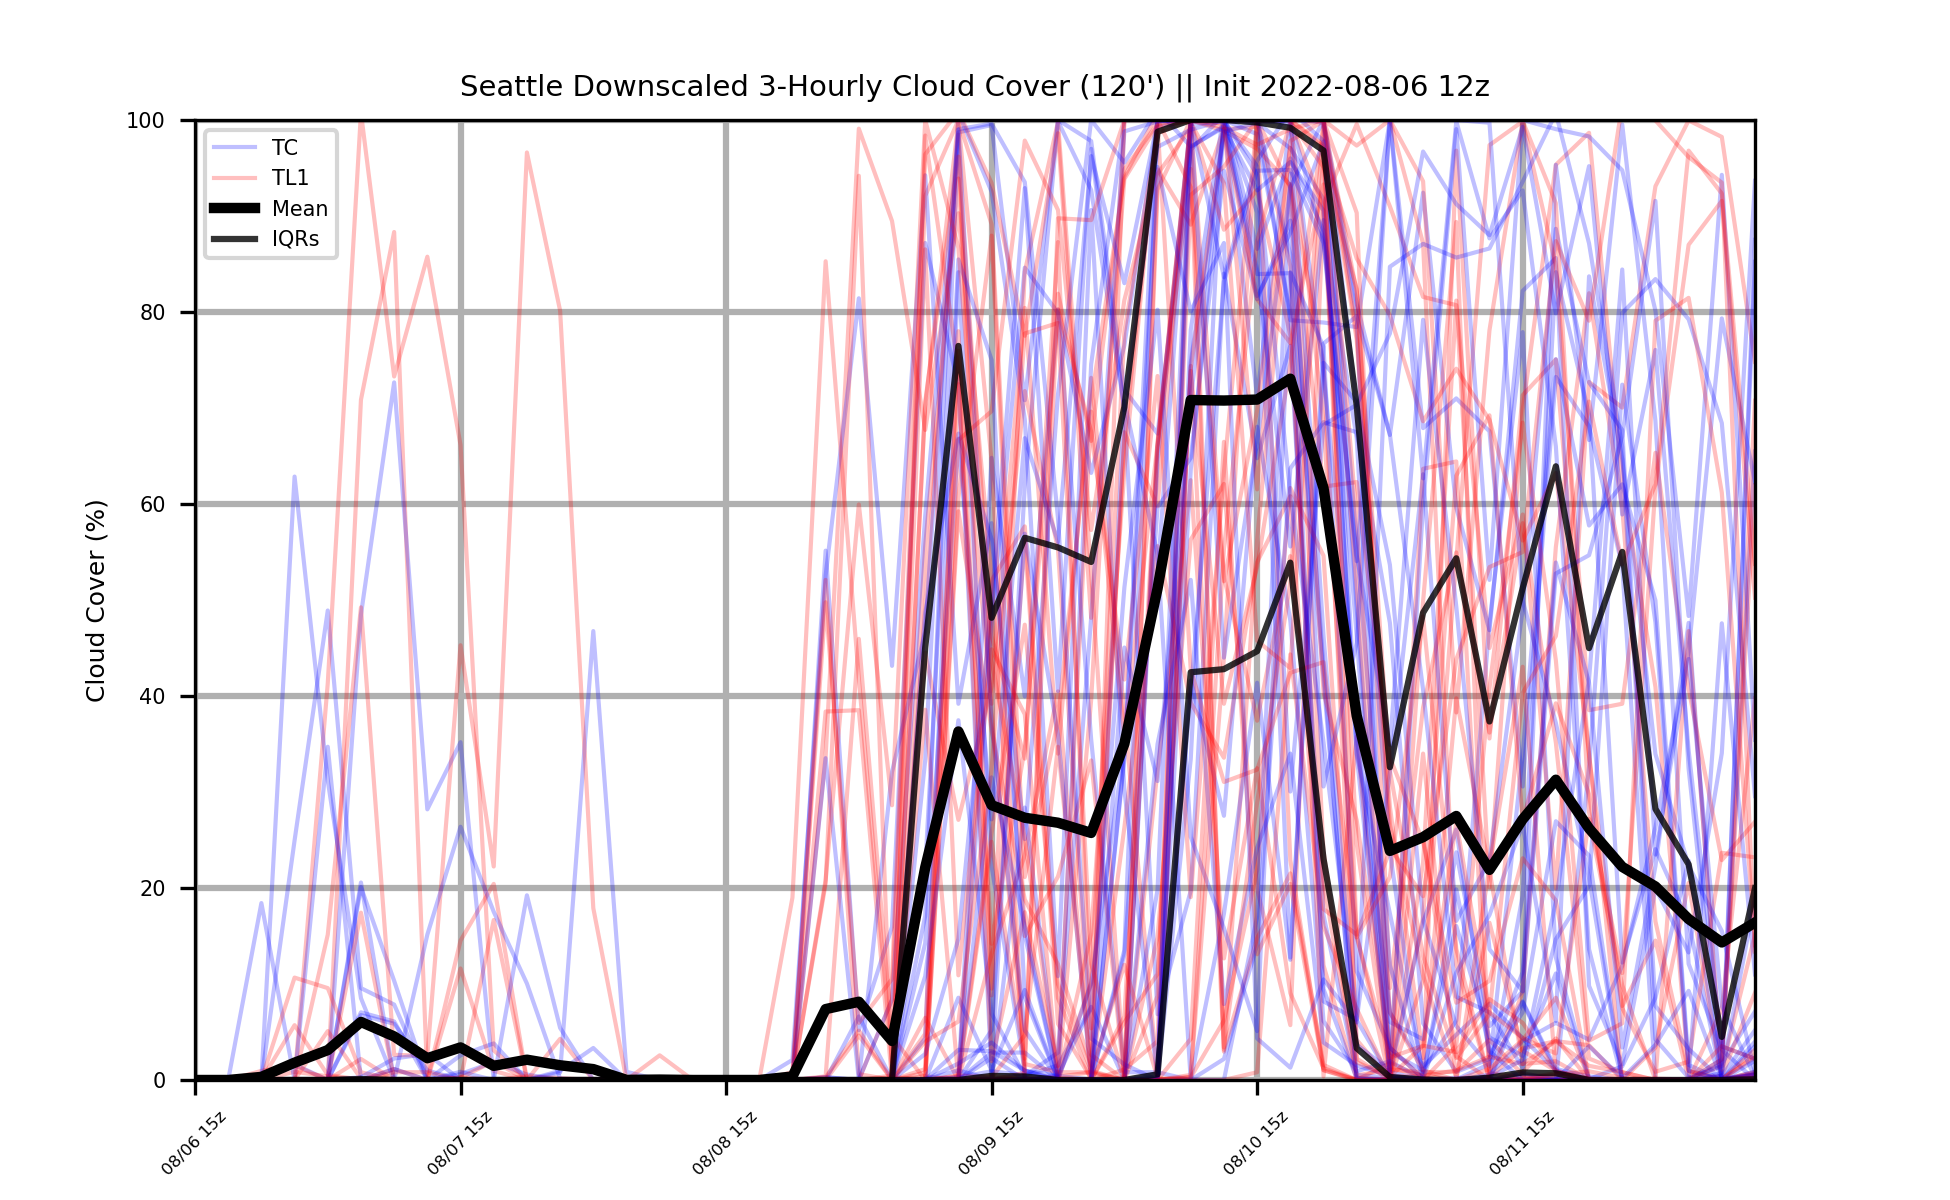 Seattle Downscaled 3-Hourly Cloud Cover (120') || Init 2022-08-06 12z
TC
TL1
Mean
IQRs
Cloud Cover (%)
100
80
60
40
20
0
08/06 15z
08/07 15z
08/08 15z
08/09 15z
08/10 15z
08/11 15z